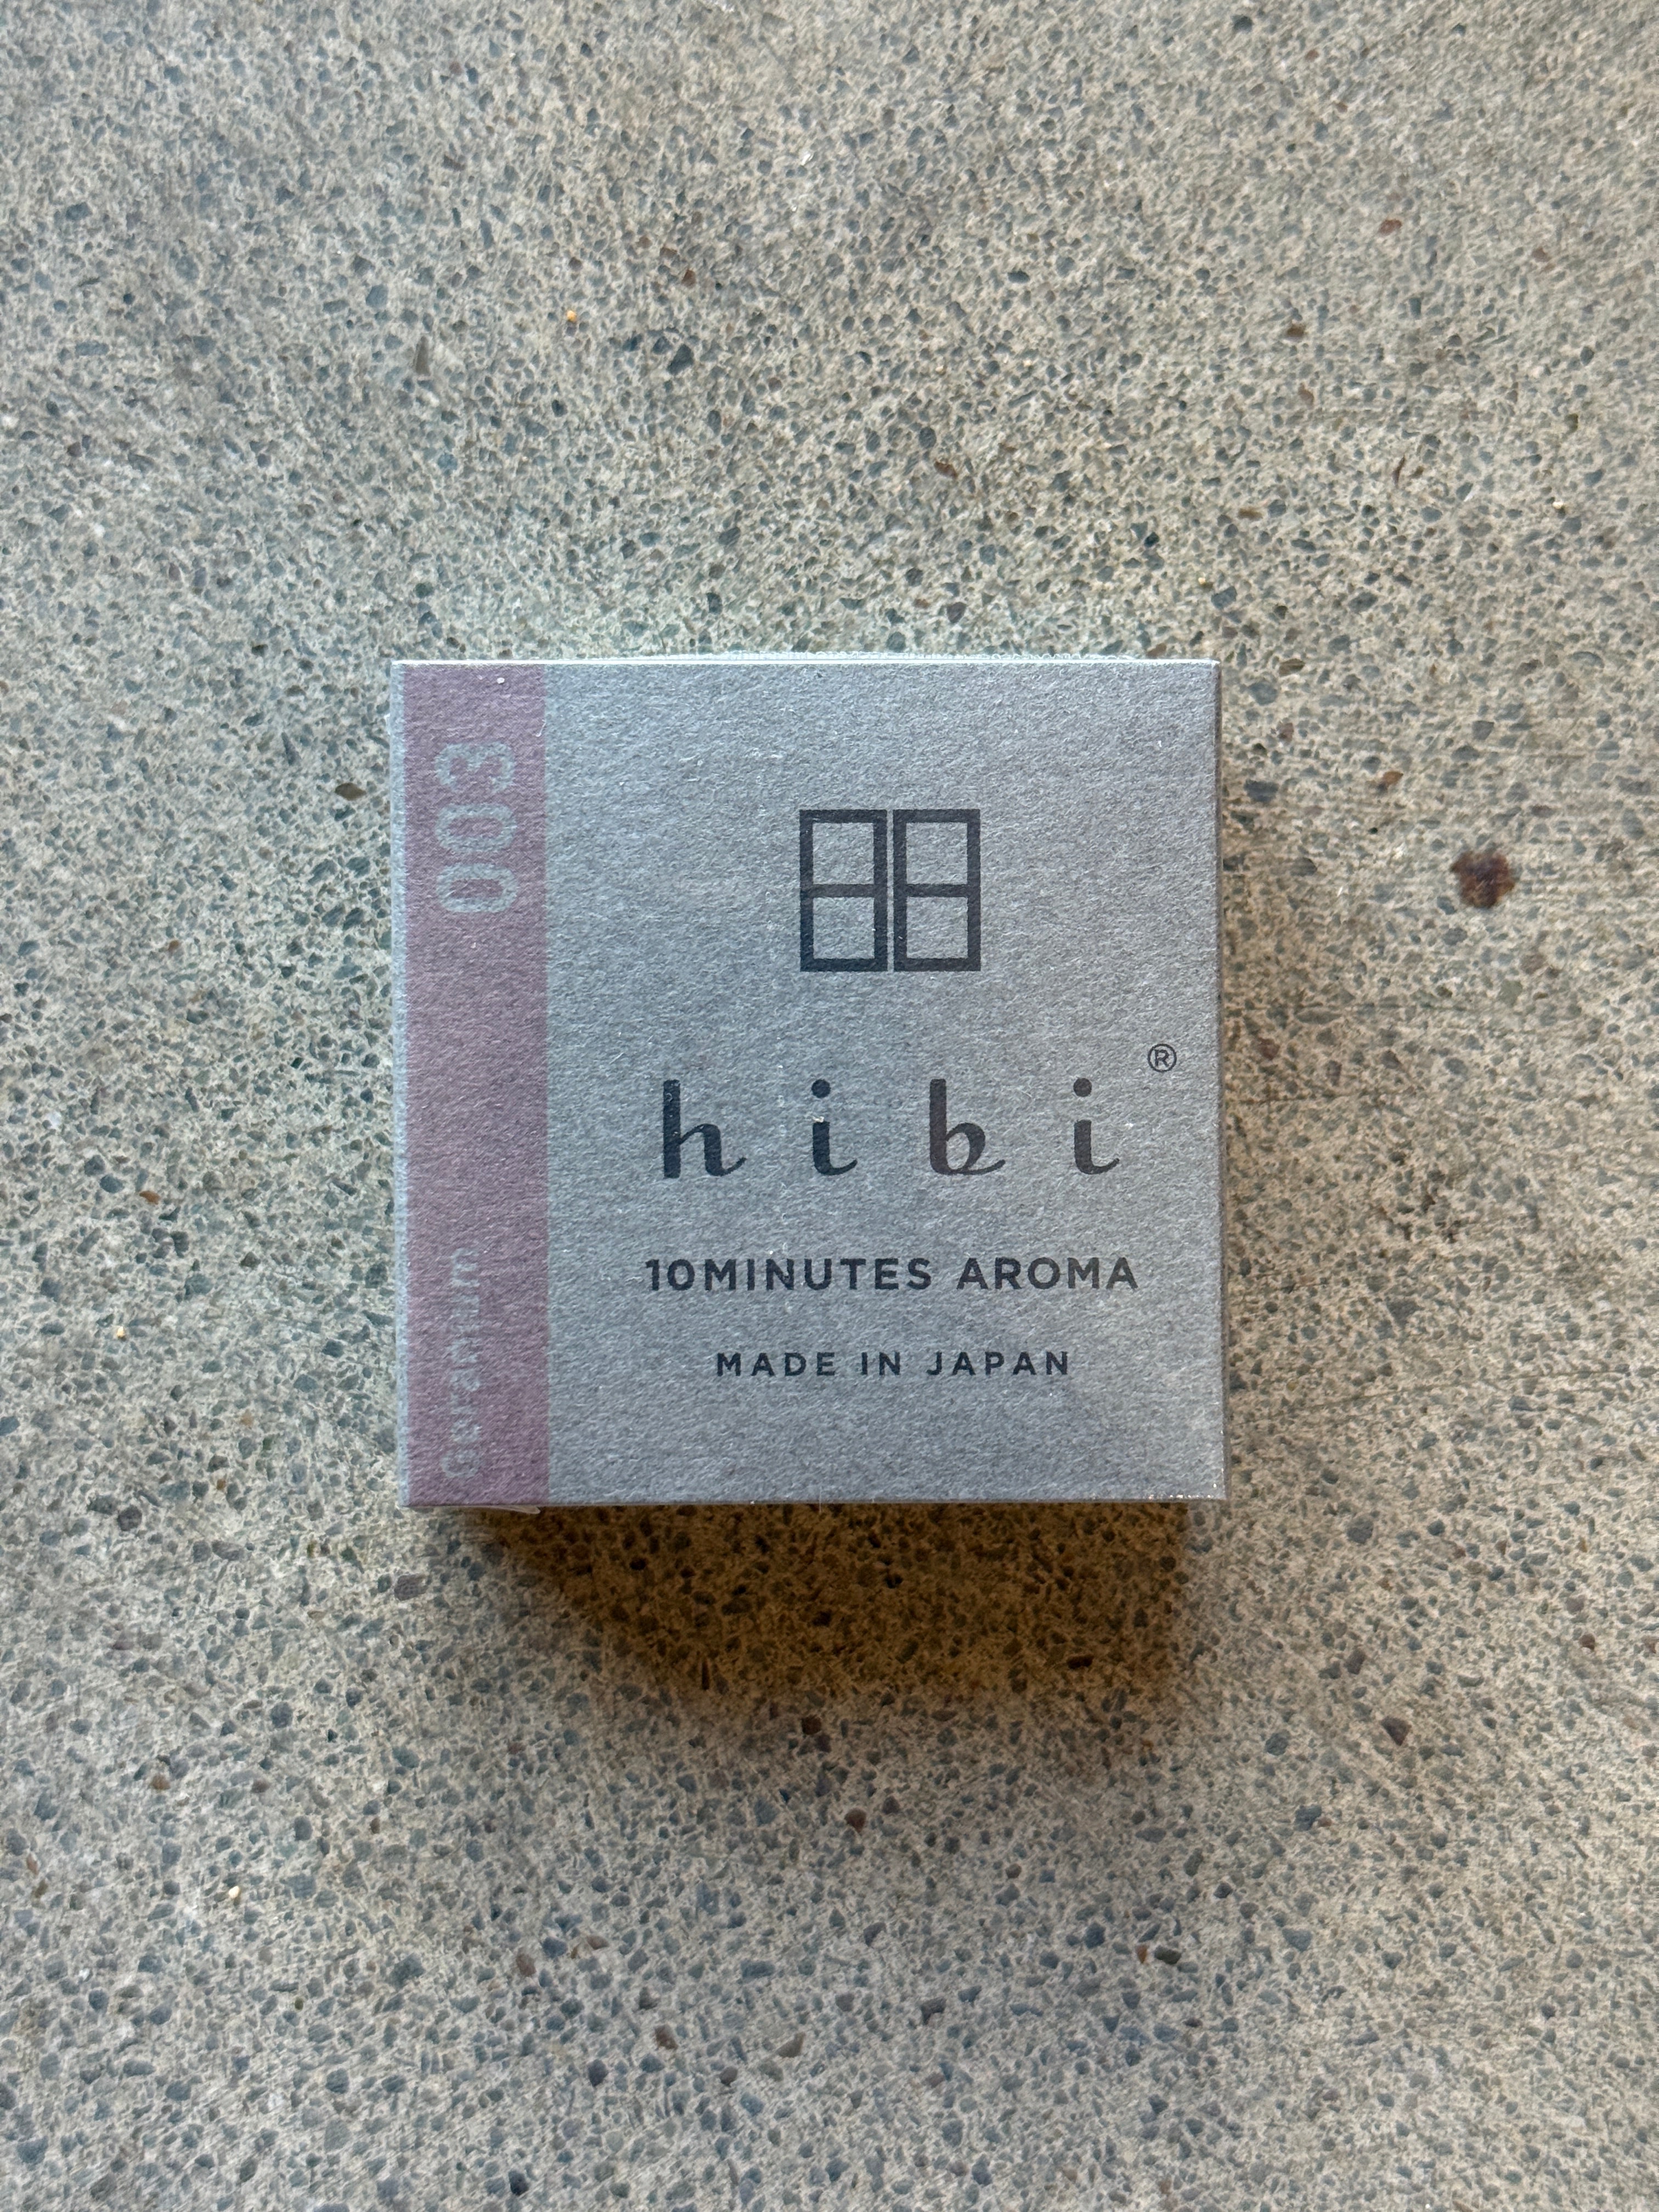 003
Geranium
hibi®
10MINUTES AROMA
MADE IN JAPAN